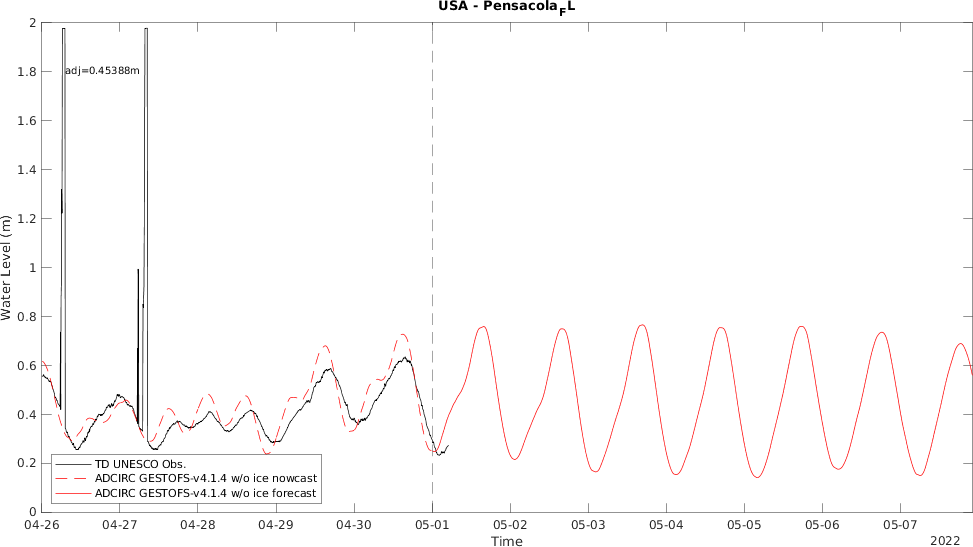 USA - Pensacola_FL
2
1.8
1.6
1.4
1.2
1
0.8
0.6
0.4
0.2
0
Water Level (m)
adj=0.45388m
TD UNESCO Obs.
ADCIRC GESTOFS-v4.1.4 w/o ice nowcast
ADCIRC GESTOFS-v4.1.4 w/o ice forecast
04-26 04-27 04-28 04-29 04-30 05-01 05-02 05-03 05-04 05-05 05-06 05-07
Time
2022